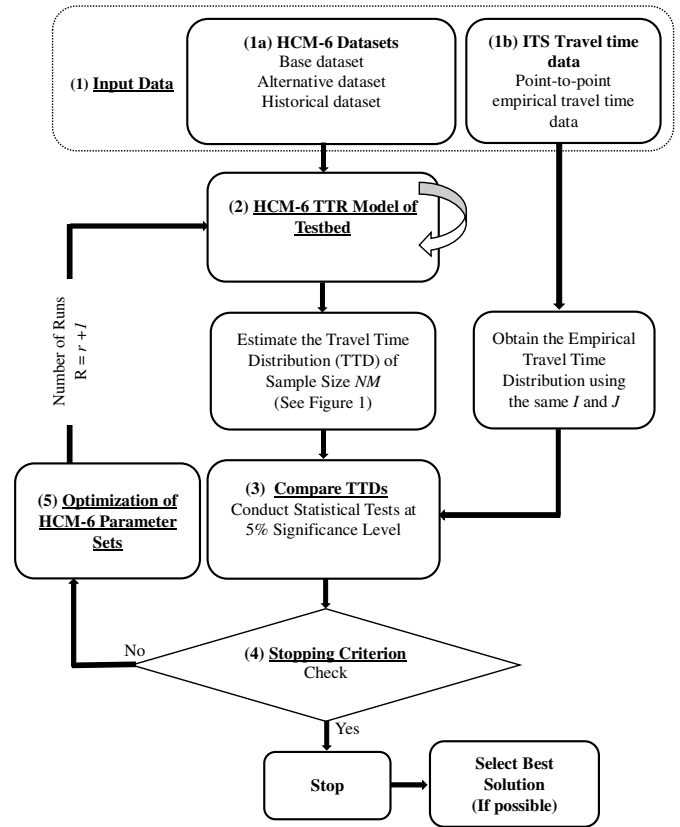 (1) Input Data
(1a) HCM-6 Datasets
Base dataset
Alternative dataset
Historical dataset
(1b) ITS Travel time
data
Point-to-point
empirical travel time
data
(2) HCM-6 TTR Model of
Testbed
Number of Runs
R = r + 1
Estimate the Travel Time
Distribution (TTD) of
Sample Size NM
(See Figure 1)
Obtain the Empirical
Travel Time
Distribution using
the same I and J
(5) Optimization of
HCM-6 Parameter
Sets
(3) Compare TTDs
Conduct Statistical Tests at
5% Significance Level
No
(4) Stopping Criterion
Check
Yes
Stop
Select Best
Solution
(If possible)